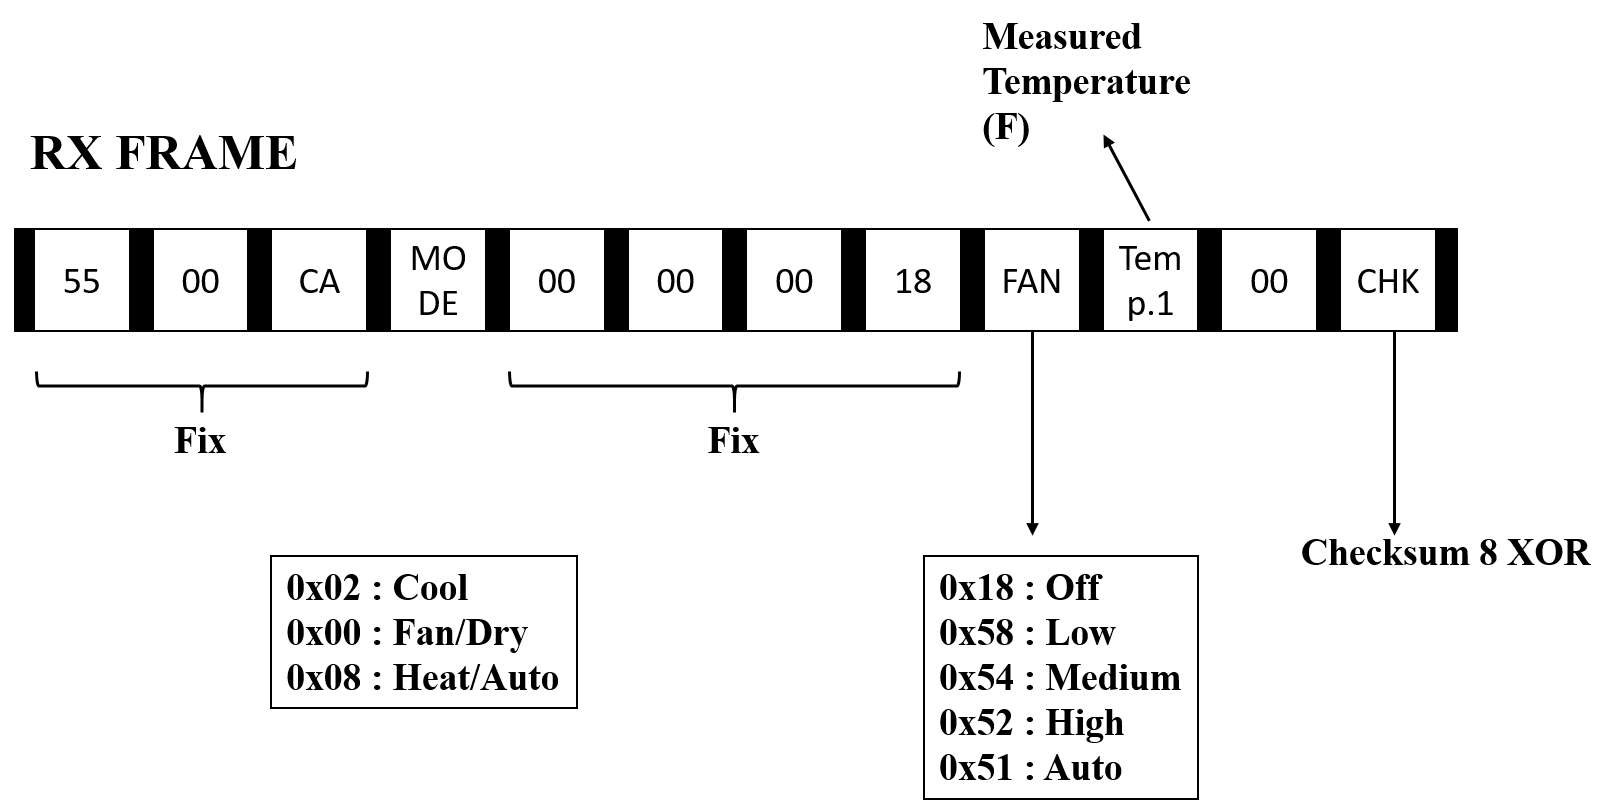 Measured
Temperature
(F)
RX FRAME
55 00 CA MO
DE 00 00 00 18 FAN Tem
p.1 00 CHK
Fix Fix
Checksum 8 XOR
0x02 : Cool
0x00 : Fan/Dry
0x08 : Heat/Auto
0x18 : Off
0x58 : Low
0x54 : Medium
0x52 : High
0x51 : Auto